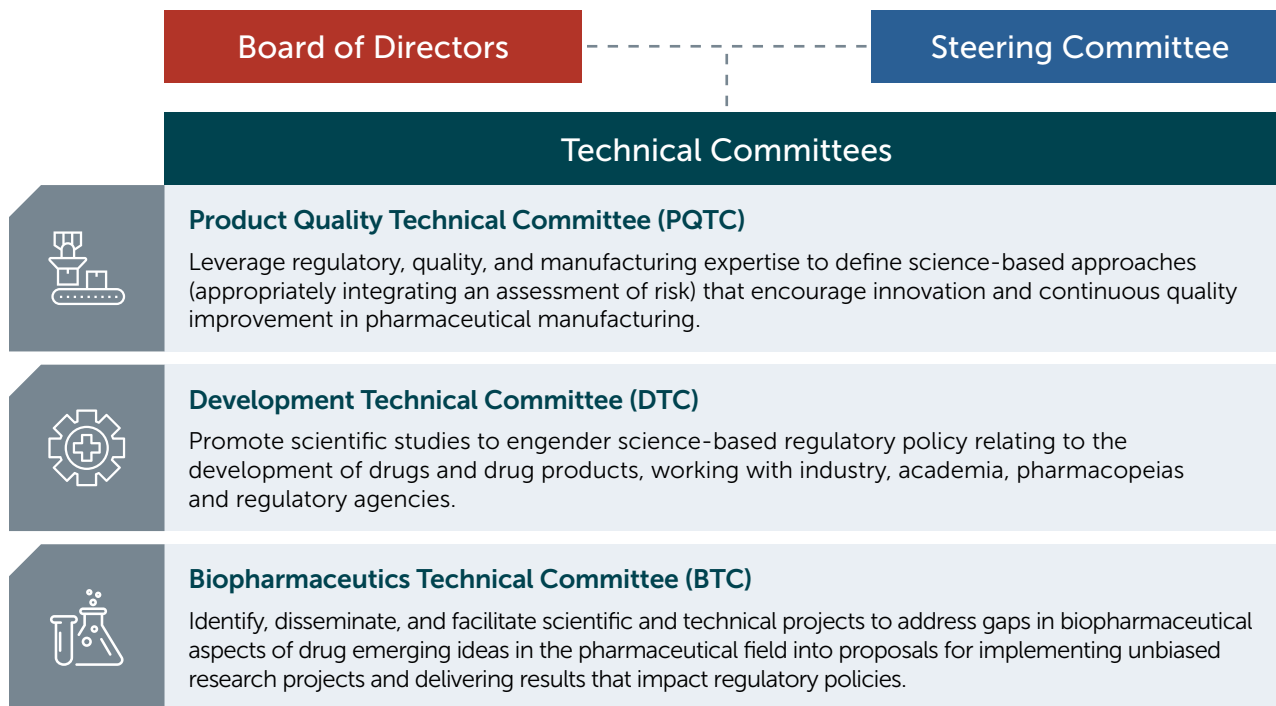 Board of Directors
Steering Committee
Technical Committees
Product Quality Technical Committee (PQTC)
Leverage regulatory, quality, and manufacturing expertise to define science-based approaches
(appropriately integrating an assessment of risk) that encourage innovation and continuous quality
improvement in pharmaceutical manufacturing.
Development Technical Committee (DTC)
Promote scientific studies to engender science-based regulatory policy relating to the
development of drugs and drug products, working with industry, academia, pharmacopeias
and regulatory agencies.
Biopharmaceutics Technical Committee (BTC)
Identify, disseminate, and facilitate scientific and technical projects to address gaps in biopharmaceutical
aspects of drug emerging ideas in the pharmaceutical field into proposals for implementing unbiased
research projects and delivering results that impact regulatory policies.